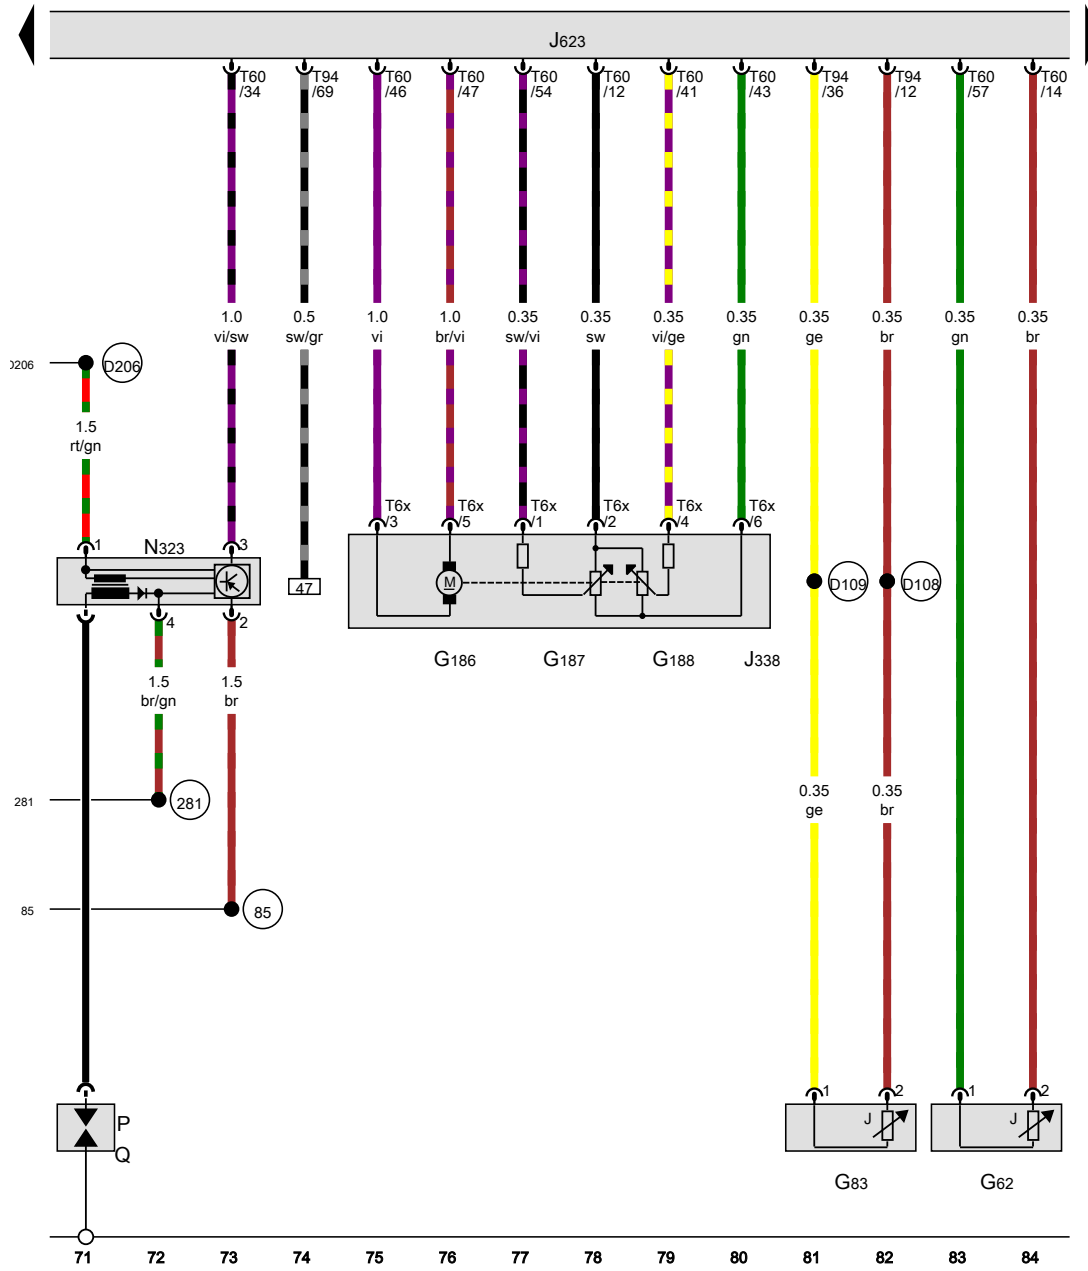 J623
T60 T94 T60 T60 T60 T60 T60 T60 T94 T94 T60 T60
/34 /69 /46 /47 /54 /12 /41 /43 /36 /12 /57 /14
1.0 0.5 1.0 1.0 0.35 0.35 0.35 0.35 0.35 0.35 0.35 0.35
vi/sw sw/gr vi br/vi sw/vi sw vi/ge gn ge br gn br
D206 D206
1.5
rt/gn
T6x T6x T6x T6x T6x T6x
/3 /5 /1 /2 /4 /6
1 N323 3
M
47
D109 D108
4 2
G186 G187 G188 J338
1.5 1.5
br/gn br
281 281
0.35 0.35
ge br
85 85
1 2 1 2
P J J
Q
G83 G62
71 72 73 74 75 76 77 78 79 80 81 82 83 84